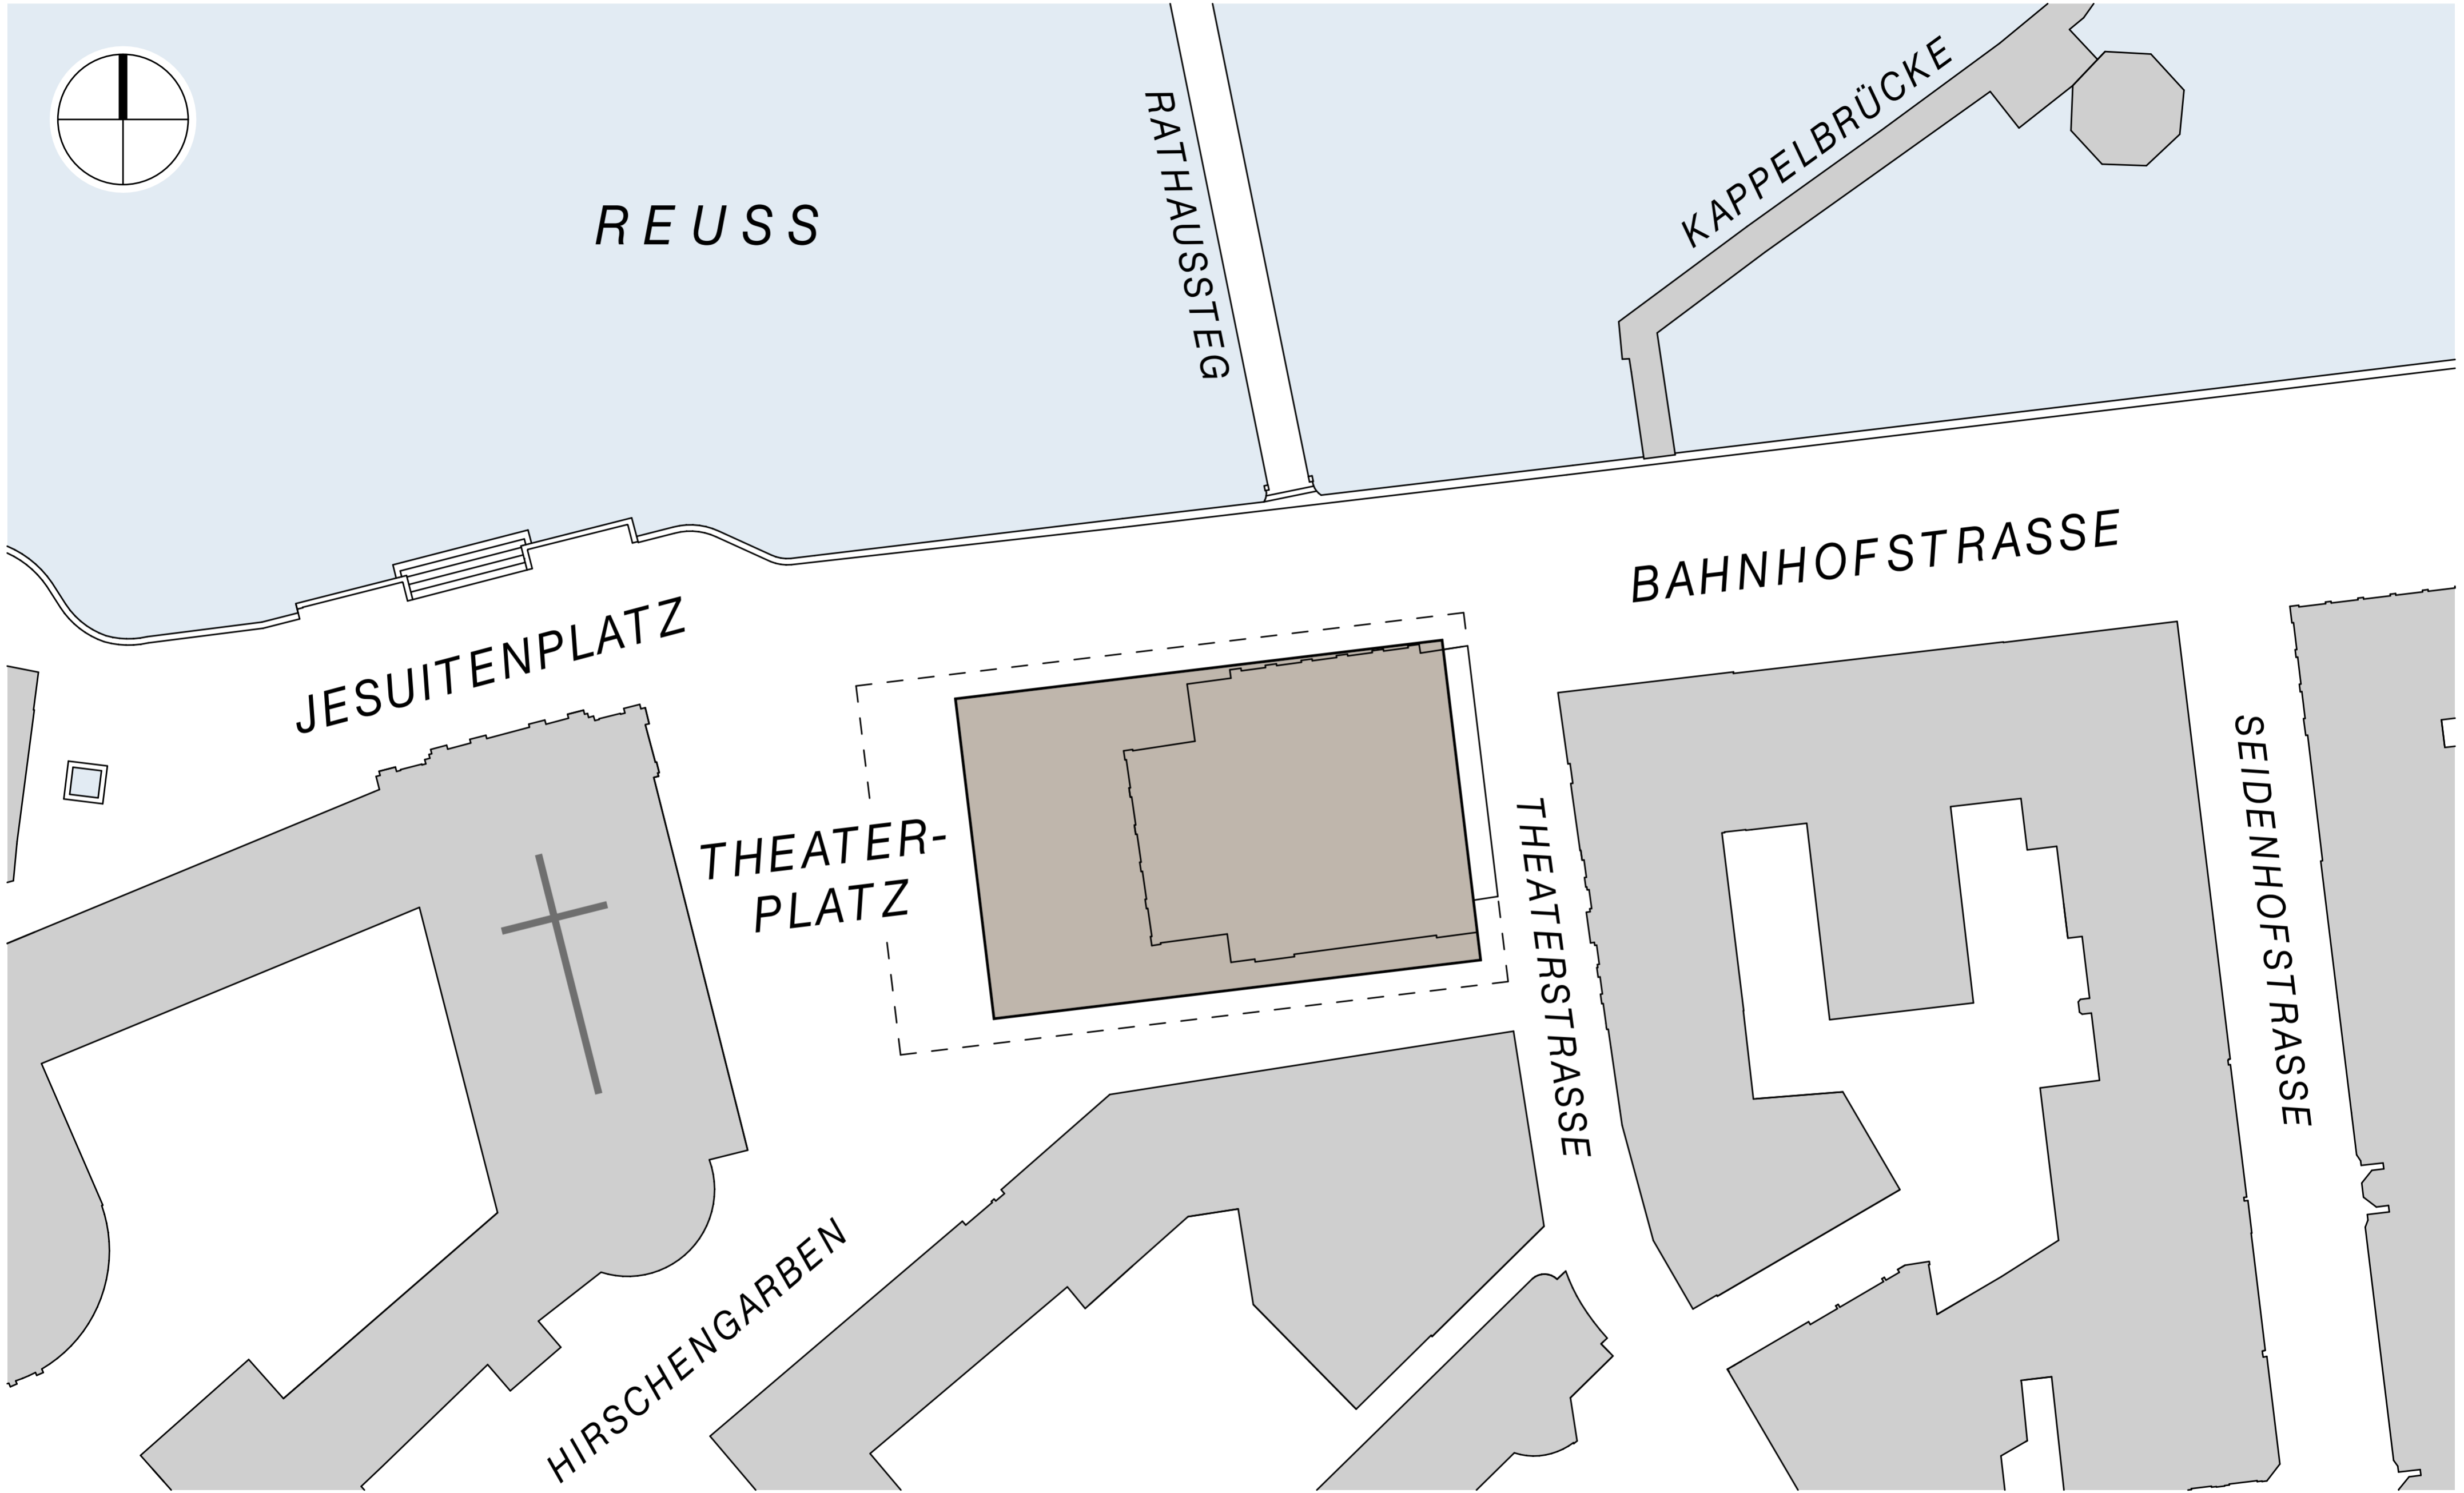 RATHAUSSTEG
KAPPELBRÜCKE
REUSS
BAHNHOFSTRASSE
JESUITENPLATZ
THEATER-
PLATZ
THEATERSTRASSE
SEIDENHOFSTRASSE
HIRSCHENGARBEN